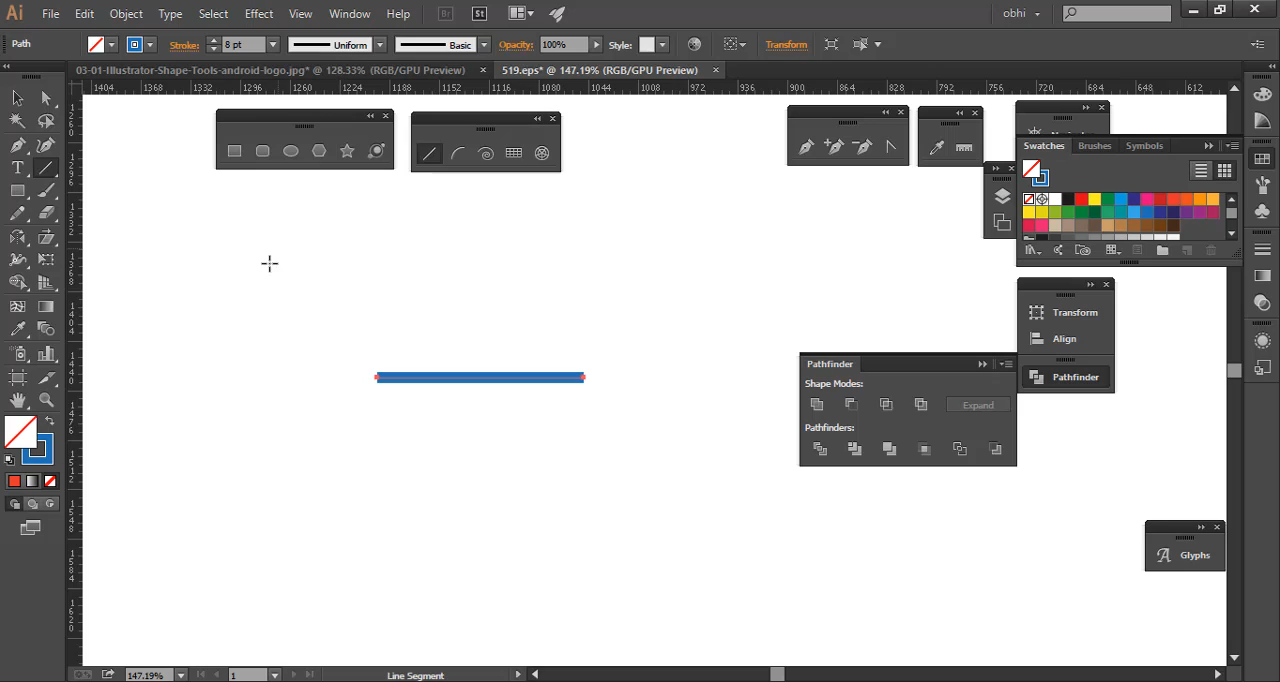 Ai File Edit Object Type Select Effect View Window Help Br St obhi
Path Stroke: 8 pt Uniform Basic Opacity: 100% Style: Transform
03-01-Illustrator-Shape-Tools-android-logo.jpg* @ 128.33% (RGB/GPU Preview) × 519.eps* @ 147.19% (RGB/GPU Preview) ×
1404 1368 1332 1296 1260 1224 1188 1152 1116 1080 1044 1008 972 936 900 864 828 792 756 720 684 648 612
Swatches Brushes Symbols
Transform
Align
Pathfinder
Pathfinder
Shape Modes:
Expand
Pathfinders:
Glyphs
147.19% 1 Line Segment